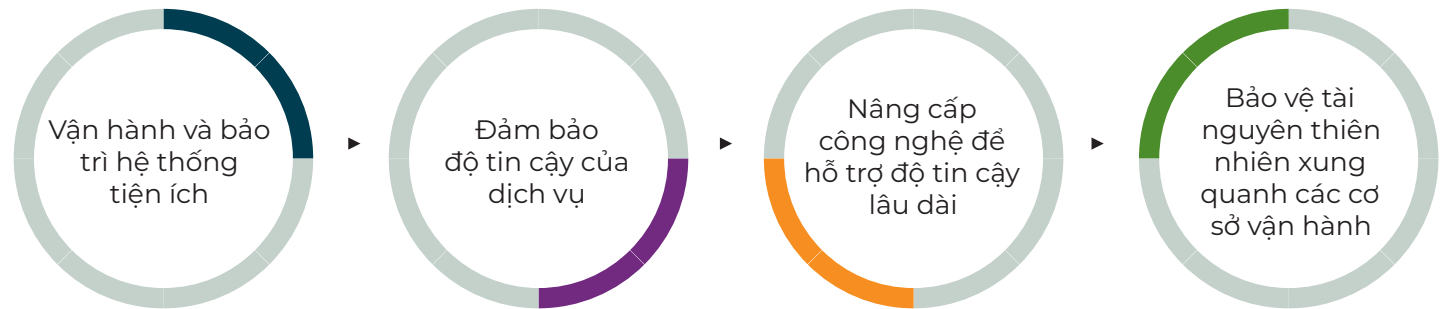 Vận hành và bảo
trì hệ thống
tiện ích
Đảm bảo
độ tin cậy của
dịch vụ
Nâng cấp
công nghệ để
hỗ trợ độ tin cậy
lâu dài
Bảo vệ tài
nguyên thiên
nhiên xung
quanh các cơ
sở vận hành